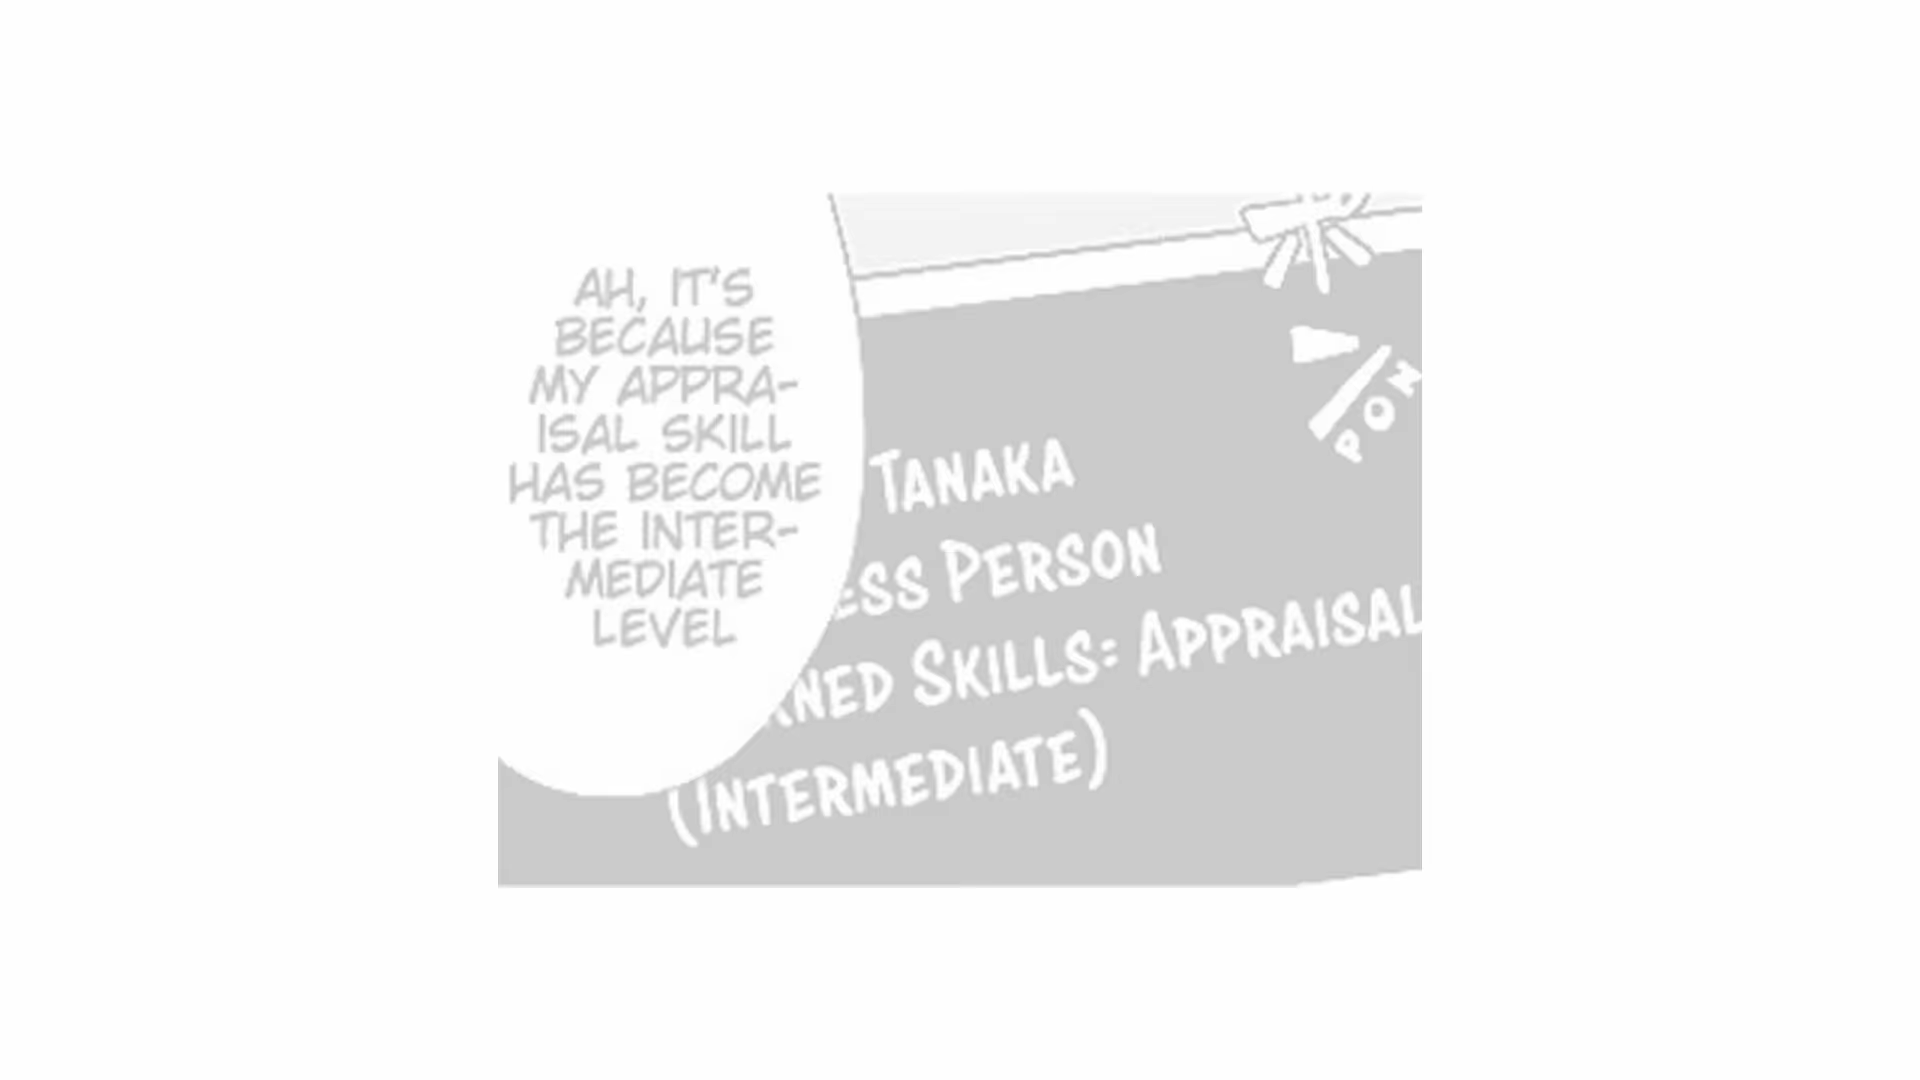 AH, IT'S
BECAUSE
MY APPRA-
ISAL SKILL
HAS BECOME
THE INTER-
MEDIATE
LEVEL
PON
TANAKA
ESS PERSON
NED SKILLS: APPRAISAL
(INTERMEDIATE)